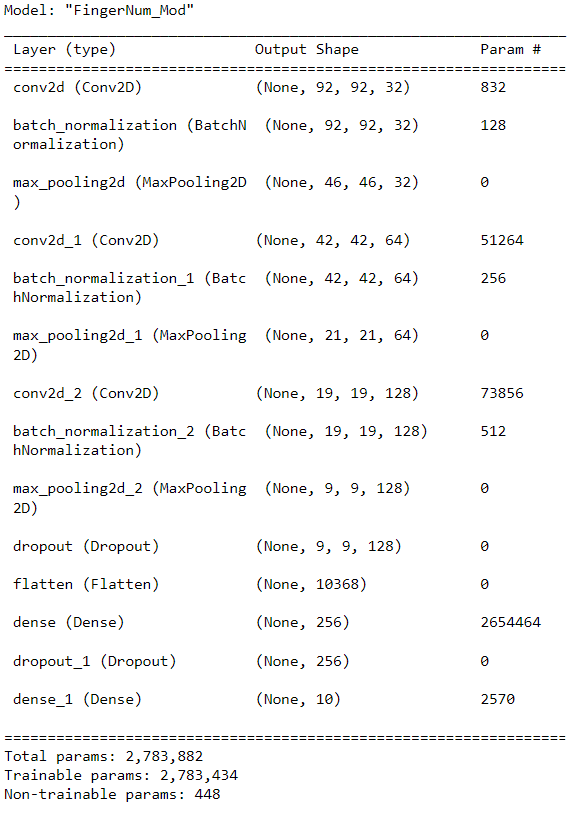 Model: "FingerNum_Mod"
_________________________________________________________________
Layer (type) Output Shape Param #
=================================================================
conv2d (Conv2D) (None, 92, 92, 32) 832
batch_normalization (BatchN (None, 92, 92, 32) 128
ormalization)
max_pooling2d (MaxPooling2D (None, 46, 46, 32) 0
)
conv2d_1 (Conv2D) (None, 42, 42, 64) 51264
batch_normalization_1 (Batc (None, 42, 42, 64) 256
hNormalization)
max_pooling2d_1 (MaxPooling (None, 21, 21, 64) 0
2D)
conv2d_2 (Conv2D) (None, 19, 19, 128) 73856
batch_normalization_2 (Batc (None, 19, 19, 128) 512
hNormalization)
max_pooling2d_2 (MaxPooling (None, 9, 9, 128) 0
2D)
dropout (Dropout) (None, 9, 9, 128) 0
flatten (Flatten) (None, 10368) 0
dense (Dense) (None, 256) 2654464
dropout_1 (Dropout) (None, 256) 0
dense_1 (Dense) (None, 10) 2570
=================================================================
Total params: 2,783,882
Trainable params: 2,783,434
Non-trainable params: 448